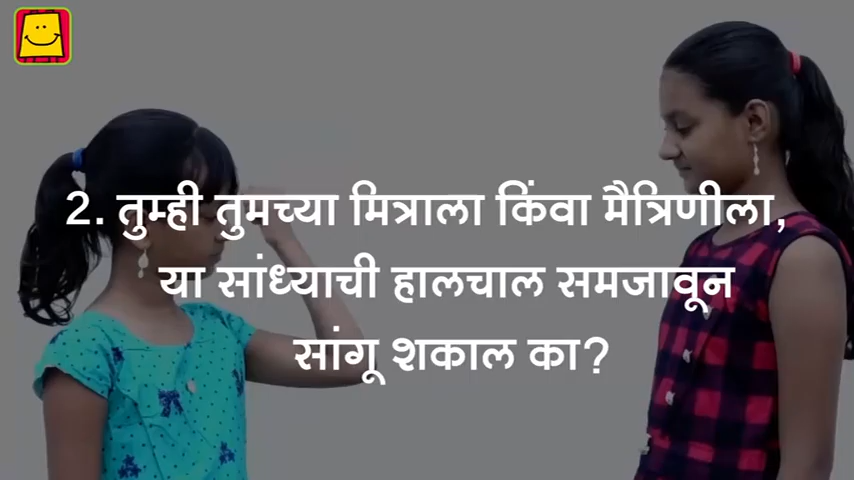 2. तुम्ही तुमच्या मित्राला किंवा मैत्रिणीला,
या सांध्याची हालचाल समजावून
सांगू शकाल का?